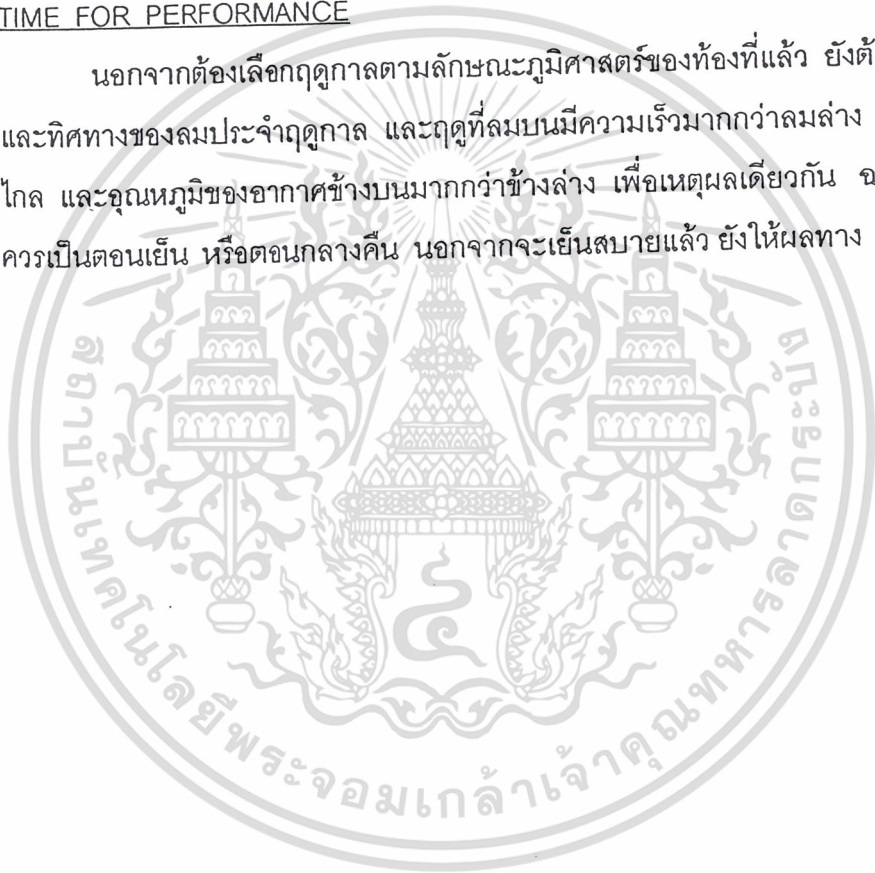 TIME FOR PERFORMANCE
นอกจากต้องเลือกฤดูกาลตามลักษณะภูมิศาสตร์ของท้องที่แล้ว ยังต้
และทิศทางของลมประจำฤดูกาล และฤดูที่ลมบนมีความเร็วมากกว่าลมล่าง
ไกล และอุณหภูมิของอากาศข้างบนมากกว่าข้างล่าง เพื่อเหตุผลเดียวกัน ฉ
ควรเป็นตอนเย็น หรือตอนกลางคืน นอกจากจะเย็นสบายแล้ว ยังให้ผลทาง
สถาบันเทคโนโลยีพระจอมเกล้าเจ้าคุณทหารลาดกระบัง